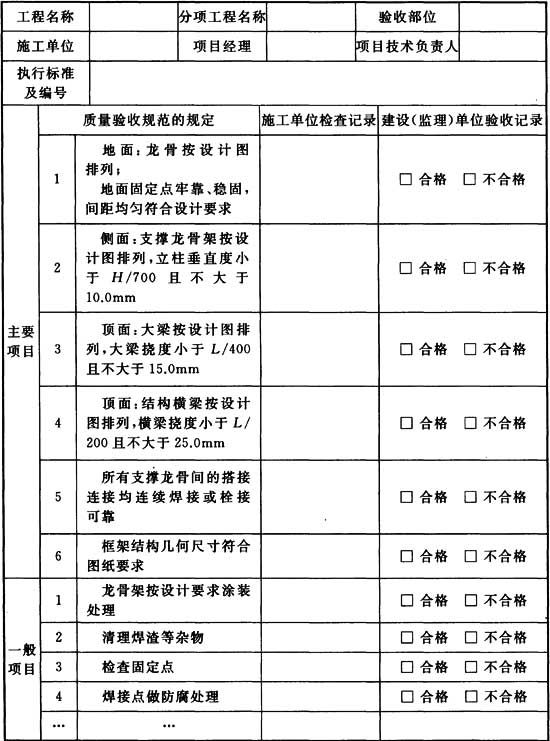 工程名称 分项工程名称 验收部位
施工单位 项目经理 项目技术负责人
执行标准
及编号
质量验收规范的规定 施工单位检查记录 建设(监理)单位验收记录
主要
项目
1 地面:龙骨按设计图
排列;
地面固定点牢靠、稳固,
间距均匀符合设计要求
□ 合格 □ 不合格
2 侧面:支撑龙骨架按设
计图排列,立柱垂直度小
于 H/700 且不大于
10.0mm
□ 合格 □ 不合格
3 顶面:大梁按设计图排
列,大梁挠度小于 L/400
且不大于 15.0mm
□ 合格 □ 不合格
4 顶面:结构横梁按设计
图排列,横梁挠度小于 L/
200 且不大于 25.0mm
□ 合格 □ 不合格
5 所有支撑龙骨间的搭接
连接均连续焊接或栓接
可靠
□ 合格 □ 不合格
6 框架结构几何尺寸符合
图纸要求
□ 合格 □ 不合格
一般
项目
1 龙骨架按设计要求涂装
处理
□ 合格 □ 不合格
2 清理焊渣等杂物 □ 合格 □ 不合格
3 检查固定点 □ 合格 □ 不合格
4 焊接点做防腐处理 □ 合格 □ 不合格
… …